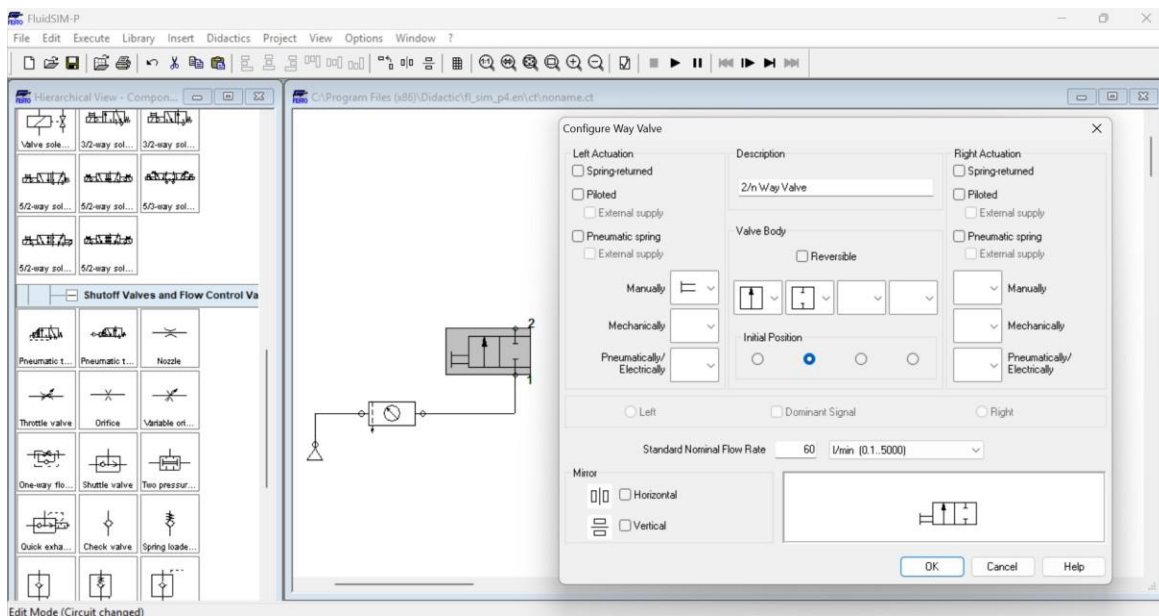 FluidSIM-P
File Edit Execute Library Insert Didactics Project View Options Window ?
Hierarchical View - Compon...
Valve sole... 3/2-way sol... 3/2-way sol...
5/2-way sol... 5/2-way sol... 5/3-way sol...
5/2-way sol... 5/2-way sol...
Shutoff Valves and Flow Control Va
Pneumatic t... Pneumatic t... Nozzle
Throttle valve Orifice Variable ori...
One-way flo... Shuttle valve Two pressur...
Quick exha... Check valve Spring loade...
C:\Program Files (x86)\Didactic\fl_sim_p4.en\ct\noname.ct
2
1
Configure Way Valve
Left Actuation
Spring-returned
Piloted
External supply
Pneumatic spring
External supply
Manually
Mechanically
Pneumatically/
Electrically
Description
2/n Way Valve
Valve Body
Reversible
Initial Position
Right Actuation
Spring-returned
Piloted
External supply
Pneumatic spring
External supply
Manually
Mechanically
Pneumatically/
Electrically
Left Dominant Signal Right
Standard Nominal Flow Rate 60 l/min (0.1..5000)
Mirror
Horizontal
Vertical
OK Cancel Help
Edit Mode (Circuit changed)